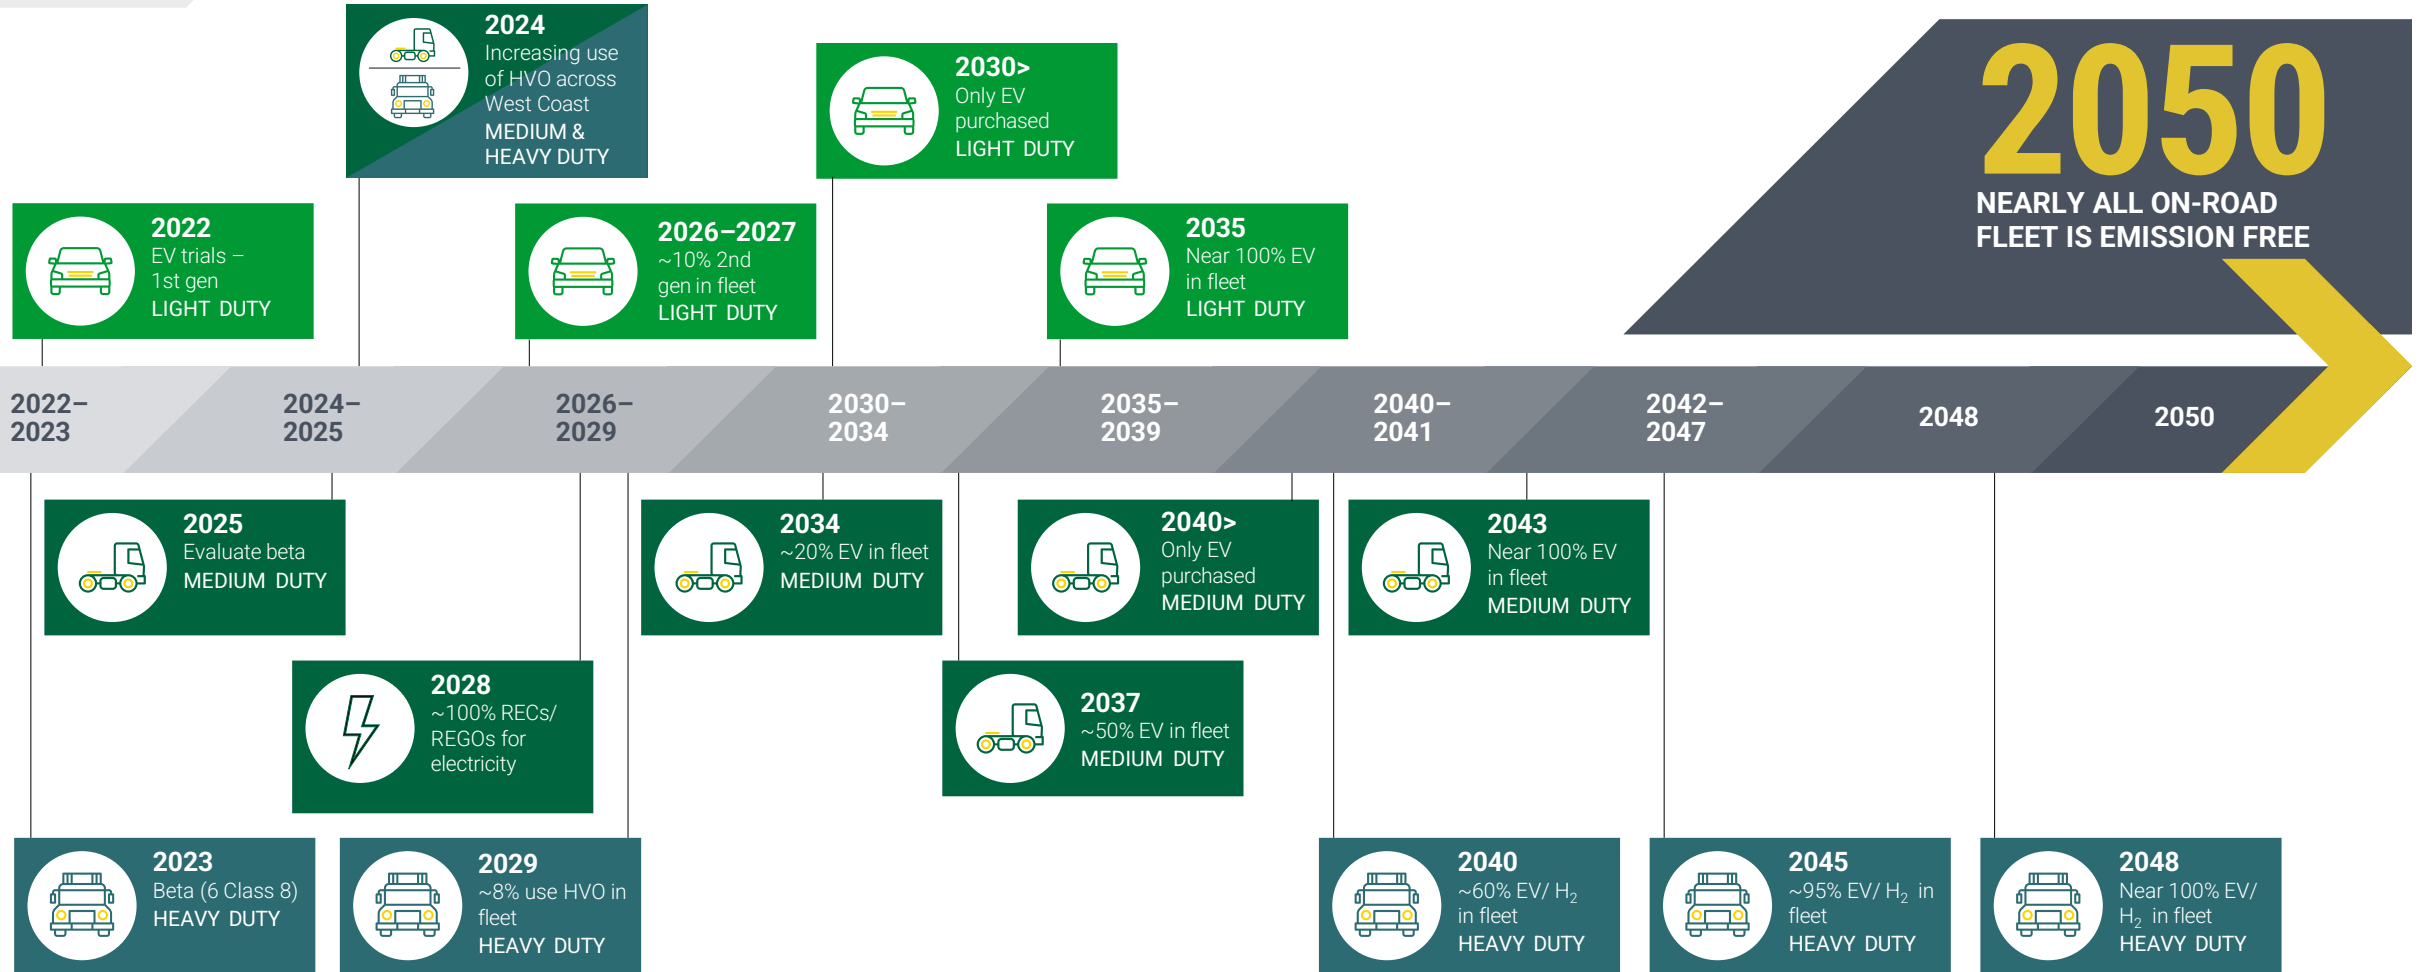 2024
Increasing use
of HVO across
West Coast
MEDIUM &
HEAVY DUTY
2030>
Only EV
purchased
LIGHT DUTY
2050
NEARLY ALL ON-ROAD
FLEET IS EMISSION FREE
2022
EV trials –
1st gen
LIGHT DUTY
2026–2027
~10% 2nd
gen in fleet
LIGHT DUTY
2035
Near 100% EV
in fleet
LIGHT DUTY
2022–
2023
2024–
2025
2026–
2029
2030–
2034
2035–
2039
2040–
2041
2042–
2047
2048
2050
2025
Evaluate beta
MEDIUM DUTY
2034
~20% EV in fleet
MEDIUM DUTY
2040>
Only EV
purchased
MEDIUM DUTY
2043
Near 100% EV
in fleet
MEDIUM DUTY
2028
~100% RECs/
REGOs for
electricity
2037
~50% EV in fleet
MEDIUM DUTY
2023
Beta (6 Class 8)
HEAVY DUTY
2029
~8% use HVO in
fleet
HEAVY DUTY
2040
~60% EV/ H₂
in fleet
HEAVY DUTY
2045
~95% EV/ H₂ in
fleet
HEAVY DUTY
2048
Near 100% EV/
H₂ in fleet
HEAVY DUTY